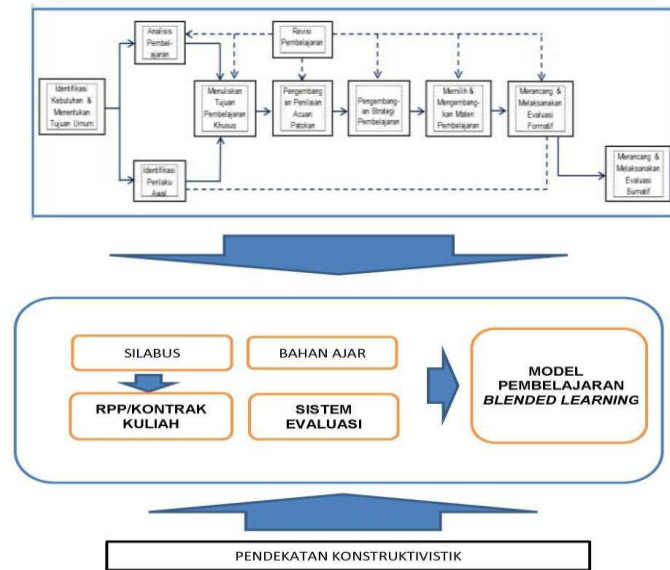 Analisis
Pembel-
ajaran
Revisi
Pembelajaran
Identifikasi
Kebutuhan &
Menentukan
Tujuan Umum
Menuliskan
Tujuan
Pembelajaran
Khusus
Pengembang
an Penilaian
Acuan
Patokan
Pengembang-
an Strategi
Pembelajaran
Memilih &
Mengembang-
kan Materi
Pembelajaran
Merancang &
Melaksanakan
Evaluasi
Formatif
Identifikasi
Perilaku
Awal
Merancang &
Melaksanakan
Evaluasi
Sumatif
SILABUS
BAHAN AJAR
RPP/KONTRAK
KULIAH
SISTEM
EVALUASI
MODEL
PEMBELAJARAN
BLENDED LEARNING
PENDEKATAN KONSTRUKTIVISTIK